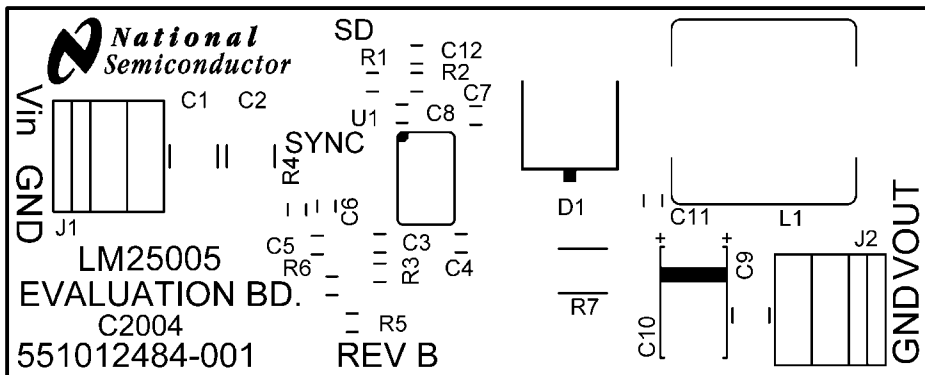 National
Semiconductor
SD
R1
C12
R2
C7
C8
U1
C1
C2
SYNC
R4
Vin
GND
J1
C6
C5
R6
C3
R3
C4
D1
C11
L1
J2
GND VOUT
C9
C10
R7
R5
LM25005
EVALUATION BD.
C2004
551012484-001
REV B
+
+